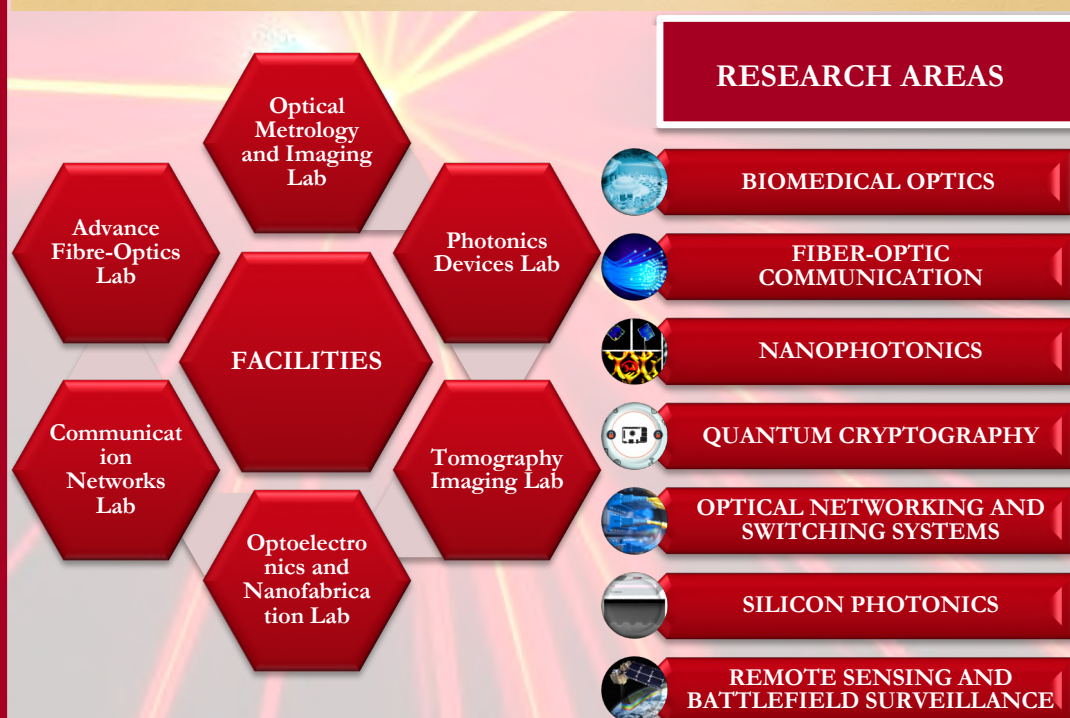 Optical
Metrology
and Imaging
Lab
Advance
Fibre-Optics
Lab
Photonics
Devices Lab
FACILITIES
Communicat
ion
Networks
Lab
Tomography
Imaging Lab
Optoelectro
nics and
Nanofabrica
tion Lab
RESEARCH AREAS
BIOMEDICAL OPTICS
FIBER-OPTIC
COMMUNICATION
NANOPHOTONICS
QUANTUM CRYPTOGRAPHY
OPTICAL NETWORKING AND
SWITCHING SYSTEMS
SILICON PHOTONICS
REMOTE SENSING AND
BATTLEFIELD SURVEILLANCE